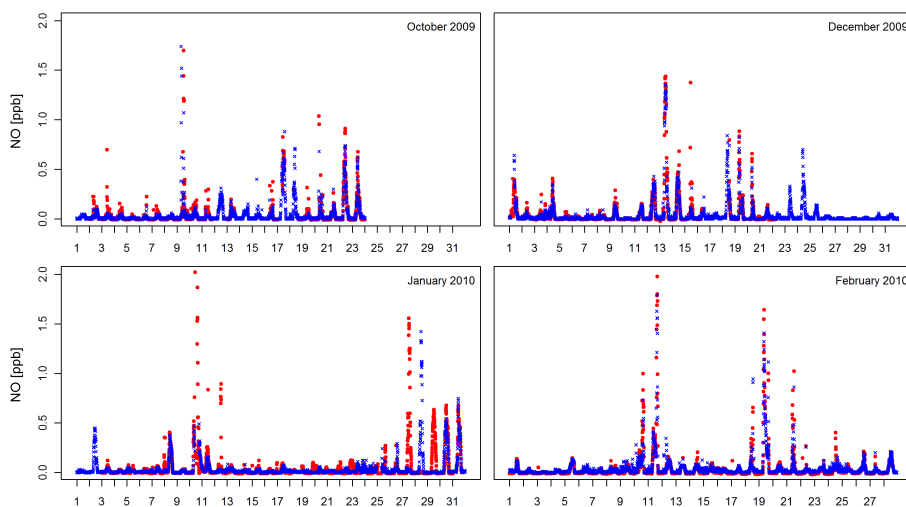 October 2009
December 2009
NO [ppb]
0.0 0.5 1.0 1.5 2.0
1 3 5 7 9 11 13 15 17 19 21 23 25 27 29 31
1 3 5 7 9 11 13 15 17 19 21 23 25 27 29 31
January 2010
February 2010
NO [ppb]
0.0 0.5 1.0 1.5 2.0
1 3 5 7 9 11 13 15 17 19 21 23 25 27 29 31
1 3 5 7 9 11 13 15 17 19 21 23 25 27